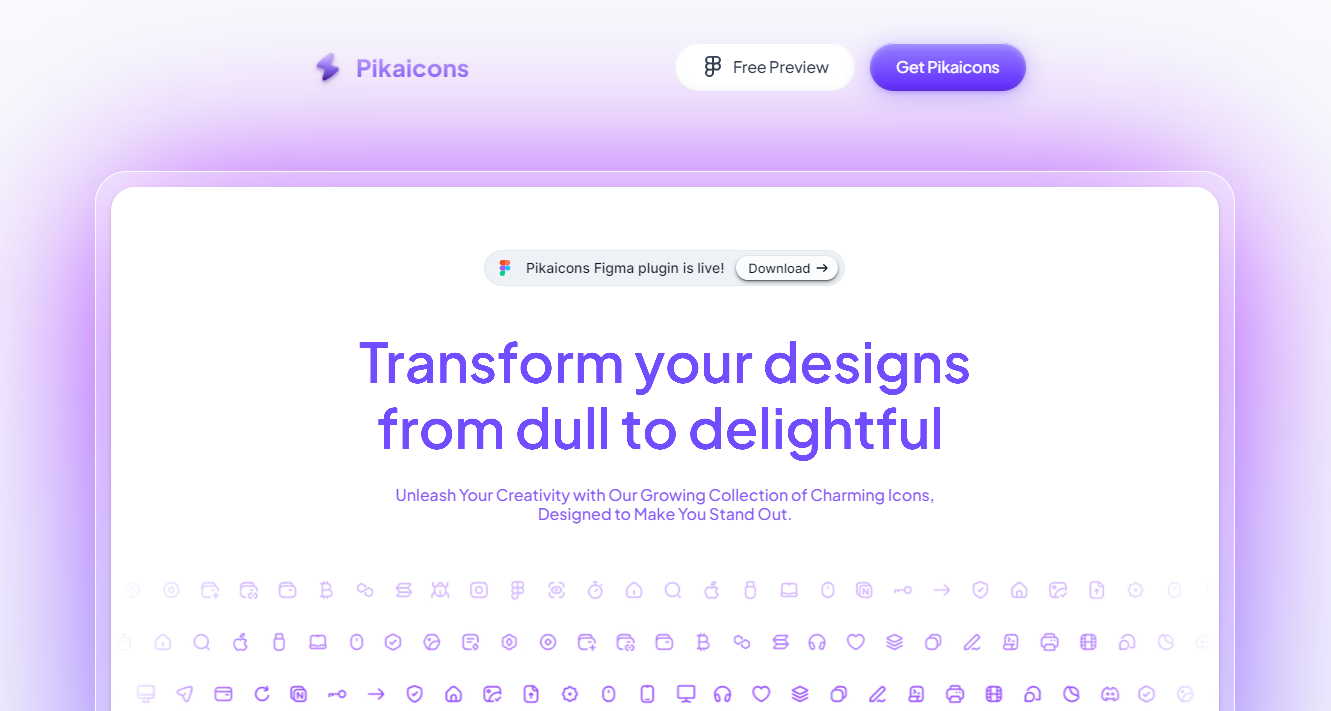 Pikaicons
Free Preview
Get Pikaicons
Pikaicons Figma plugin is live!
Download →
Transform your designs
from dull to delightful
Unleash Your Creativity with Our Growing Collection of Charming Icons,
Designed to Make You Stand Out.